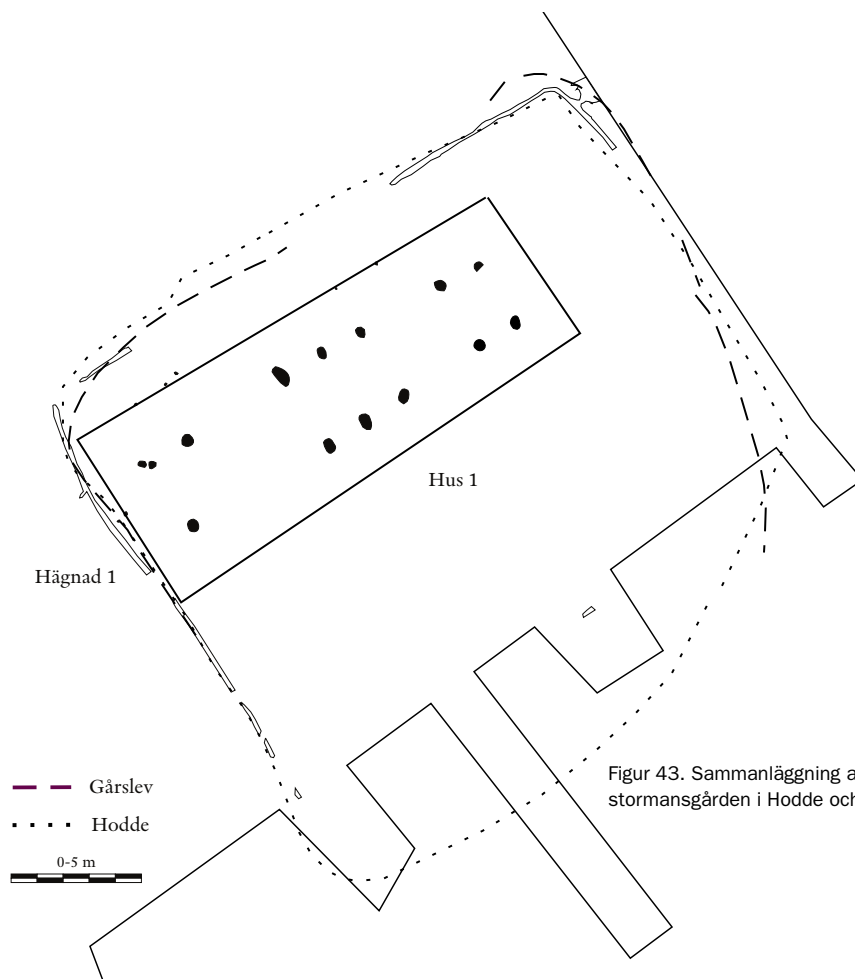 Hus 1
Hägnad 1
Gårslev
Hodde
0-5 m
Figur 43. Sammanläggning a
stormansgården i Hodde och